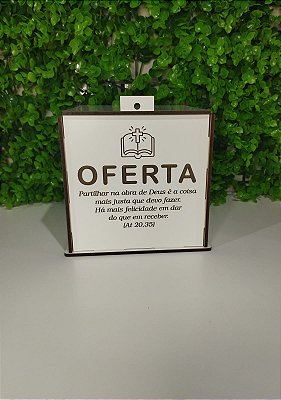 OFERTA
Partilhar na obra de Deus é a coisa
mais justa que devo fazer.
Há mais felicidade em dar
do que em receber.
(At 20,35)